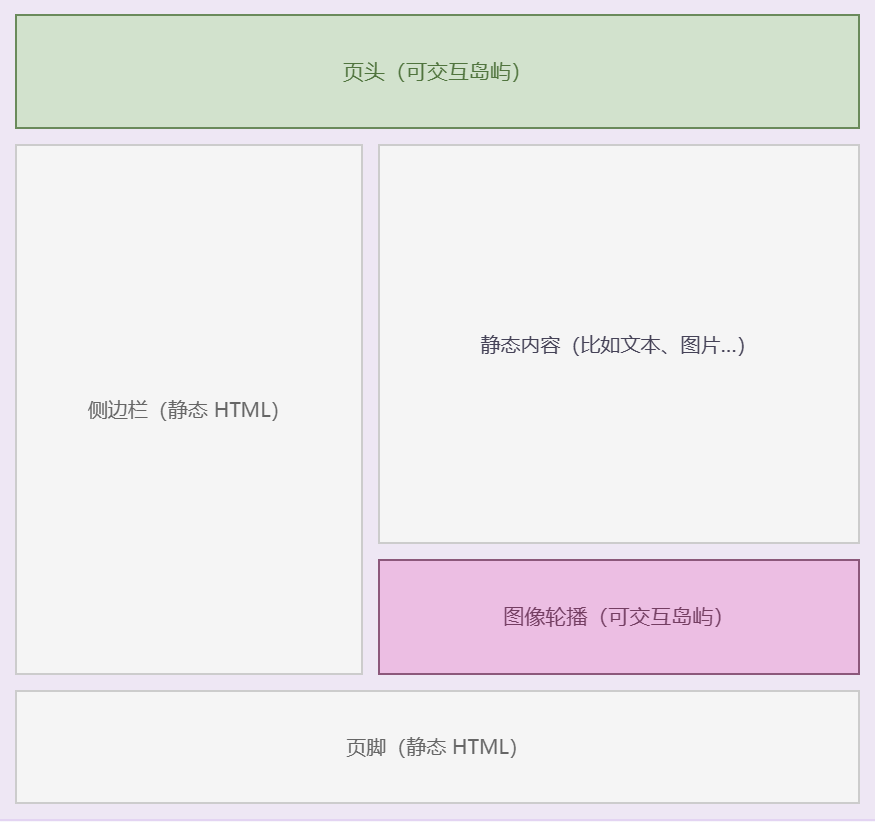 页头（可交互岛屿）
侧边栏（静态 HTML）
静态内容（比如文本、图片…）
图像轮播（可交互岛屿）
页脚（静态 HTML）